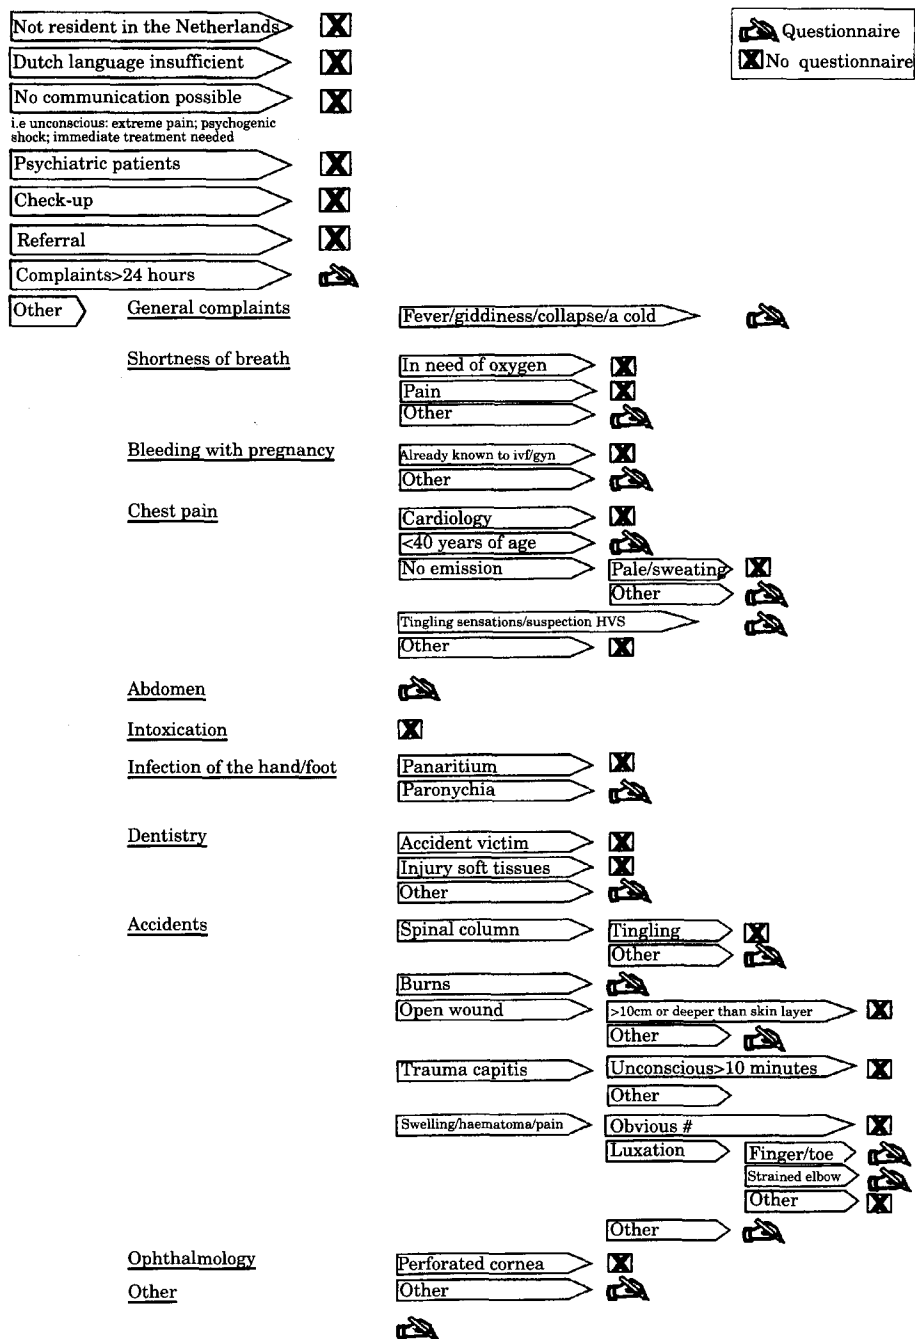 Not resident in the Netherlands
Questionnaire
No questionnaire
Dutch language insufficient
No communication possible
i.e unconscious: extreme pain; psychogenic
shock; immediate treatment needed
Psychiatric patients
Check-up
Referral
Complaints>24 hours
Other
General complaints
Fever/giddiness/collapse/a cold
Shortness of breath
In need of oxygen
Pain
Other
Bleeding with pregnancy
Already known to ivf/gyn
Other
Chest pain
Cardiology
<40 years of age
No emission
Pale/sweating
Other
Tingling sensations/suspection HVS
Other
Abdomen
Intoxication
Infection of the hand/foot
Panaritium
Paronychia
Dentistry
Accident victim
Injury soft tissues
Other
Accidents
Spinal column
Tingling
Other
Burns
Open wound
>10cm or deeper than skin layer
Other
Trauma capitis
Unconscious>10 minutes
Other
Swelling/haematoma/pain
Obvious #
Luxation
Finger/toe
Strained elbow
Other
Other
Ophthalmology
Perforated cornea
Other
Other